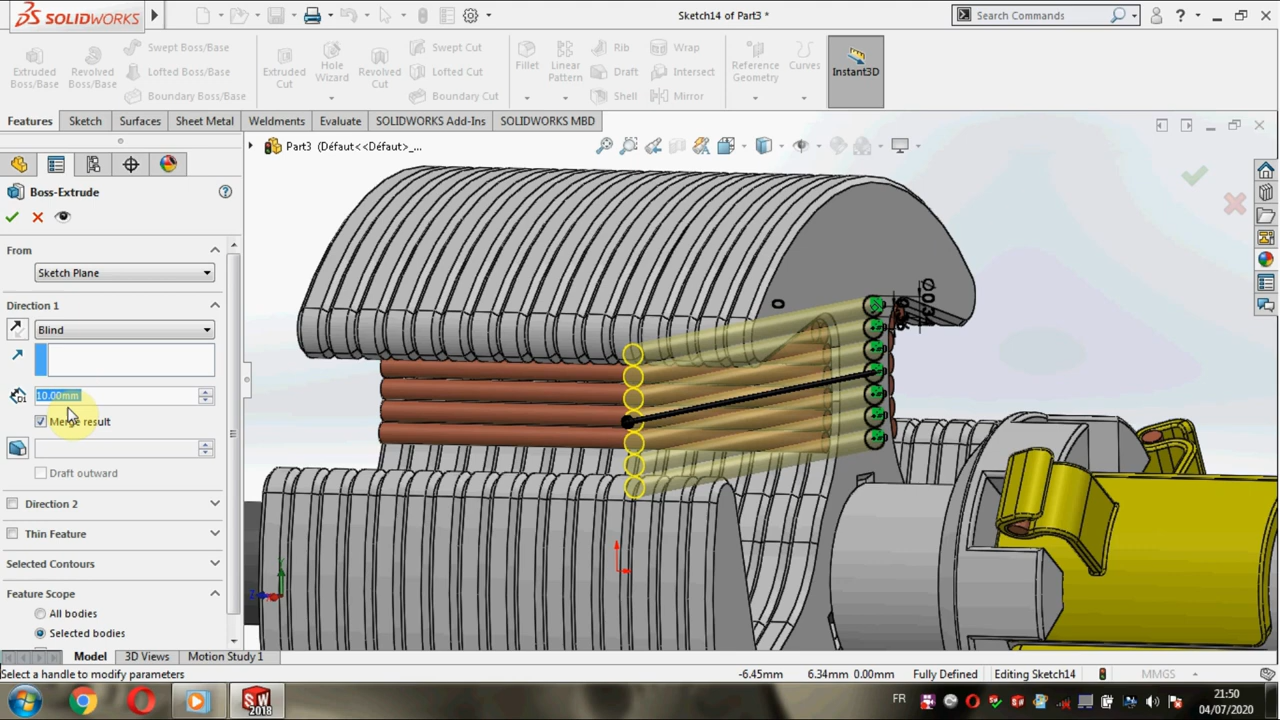 SOLIDWORKS
Sketch14 of Part3 *
Search Commands
Extruded Boss/Base
Revolved Boss/Base
Swept Boss/Base
Lofted Boss/Base
Boundary Boss/Base
Extruded Cut
Hole Wizard
Revolved Cut
Swept Cut
Lofted Cut
Boundary Cut
Fillet
Linear Pattern
Rib
Draft
Shell
Wrap
Intersect
Mirror
Reference Geometry
Curves
Instant3D
Features
Sketch
Surfaces
Sheet Metal
Weldments
Evaluate
SOLIDWORKS Add-Ins
SOLIDWORKS MBD
Part3 (Défaut<<Défaut>_...
Boss-Extrude
From
Sketch Plane
Direction 1
Blind
10.00mm
Merge result
Draft outward
Direction 2
Thin Feature
Selected Contours
Feature Scope
All bodies
Selected bodies
0
Model
3D Views
Motion Study 1
Select a handle to modify parameters
-6.45mm
6.34mm 0.00mm
Fully Defined
Editing Sketch14
MMGS
SW
2018
FR
21:50
04/07/2020